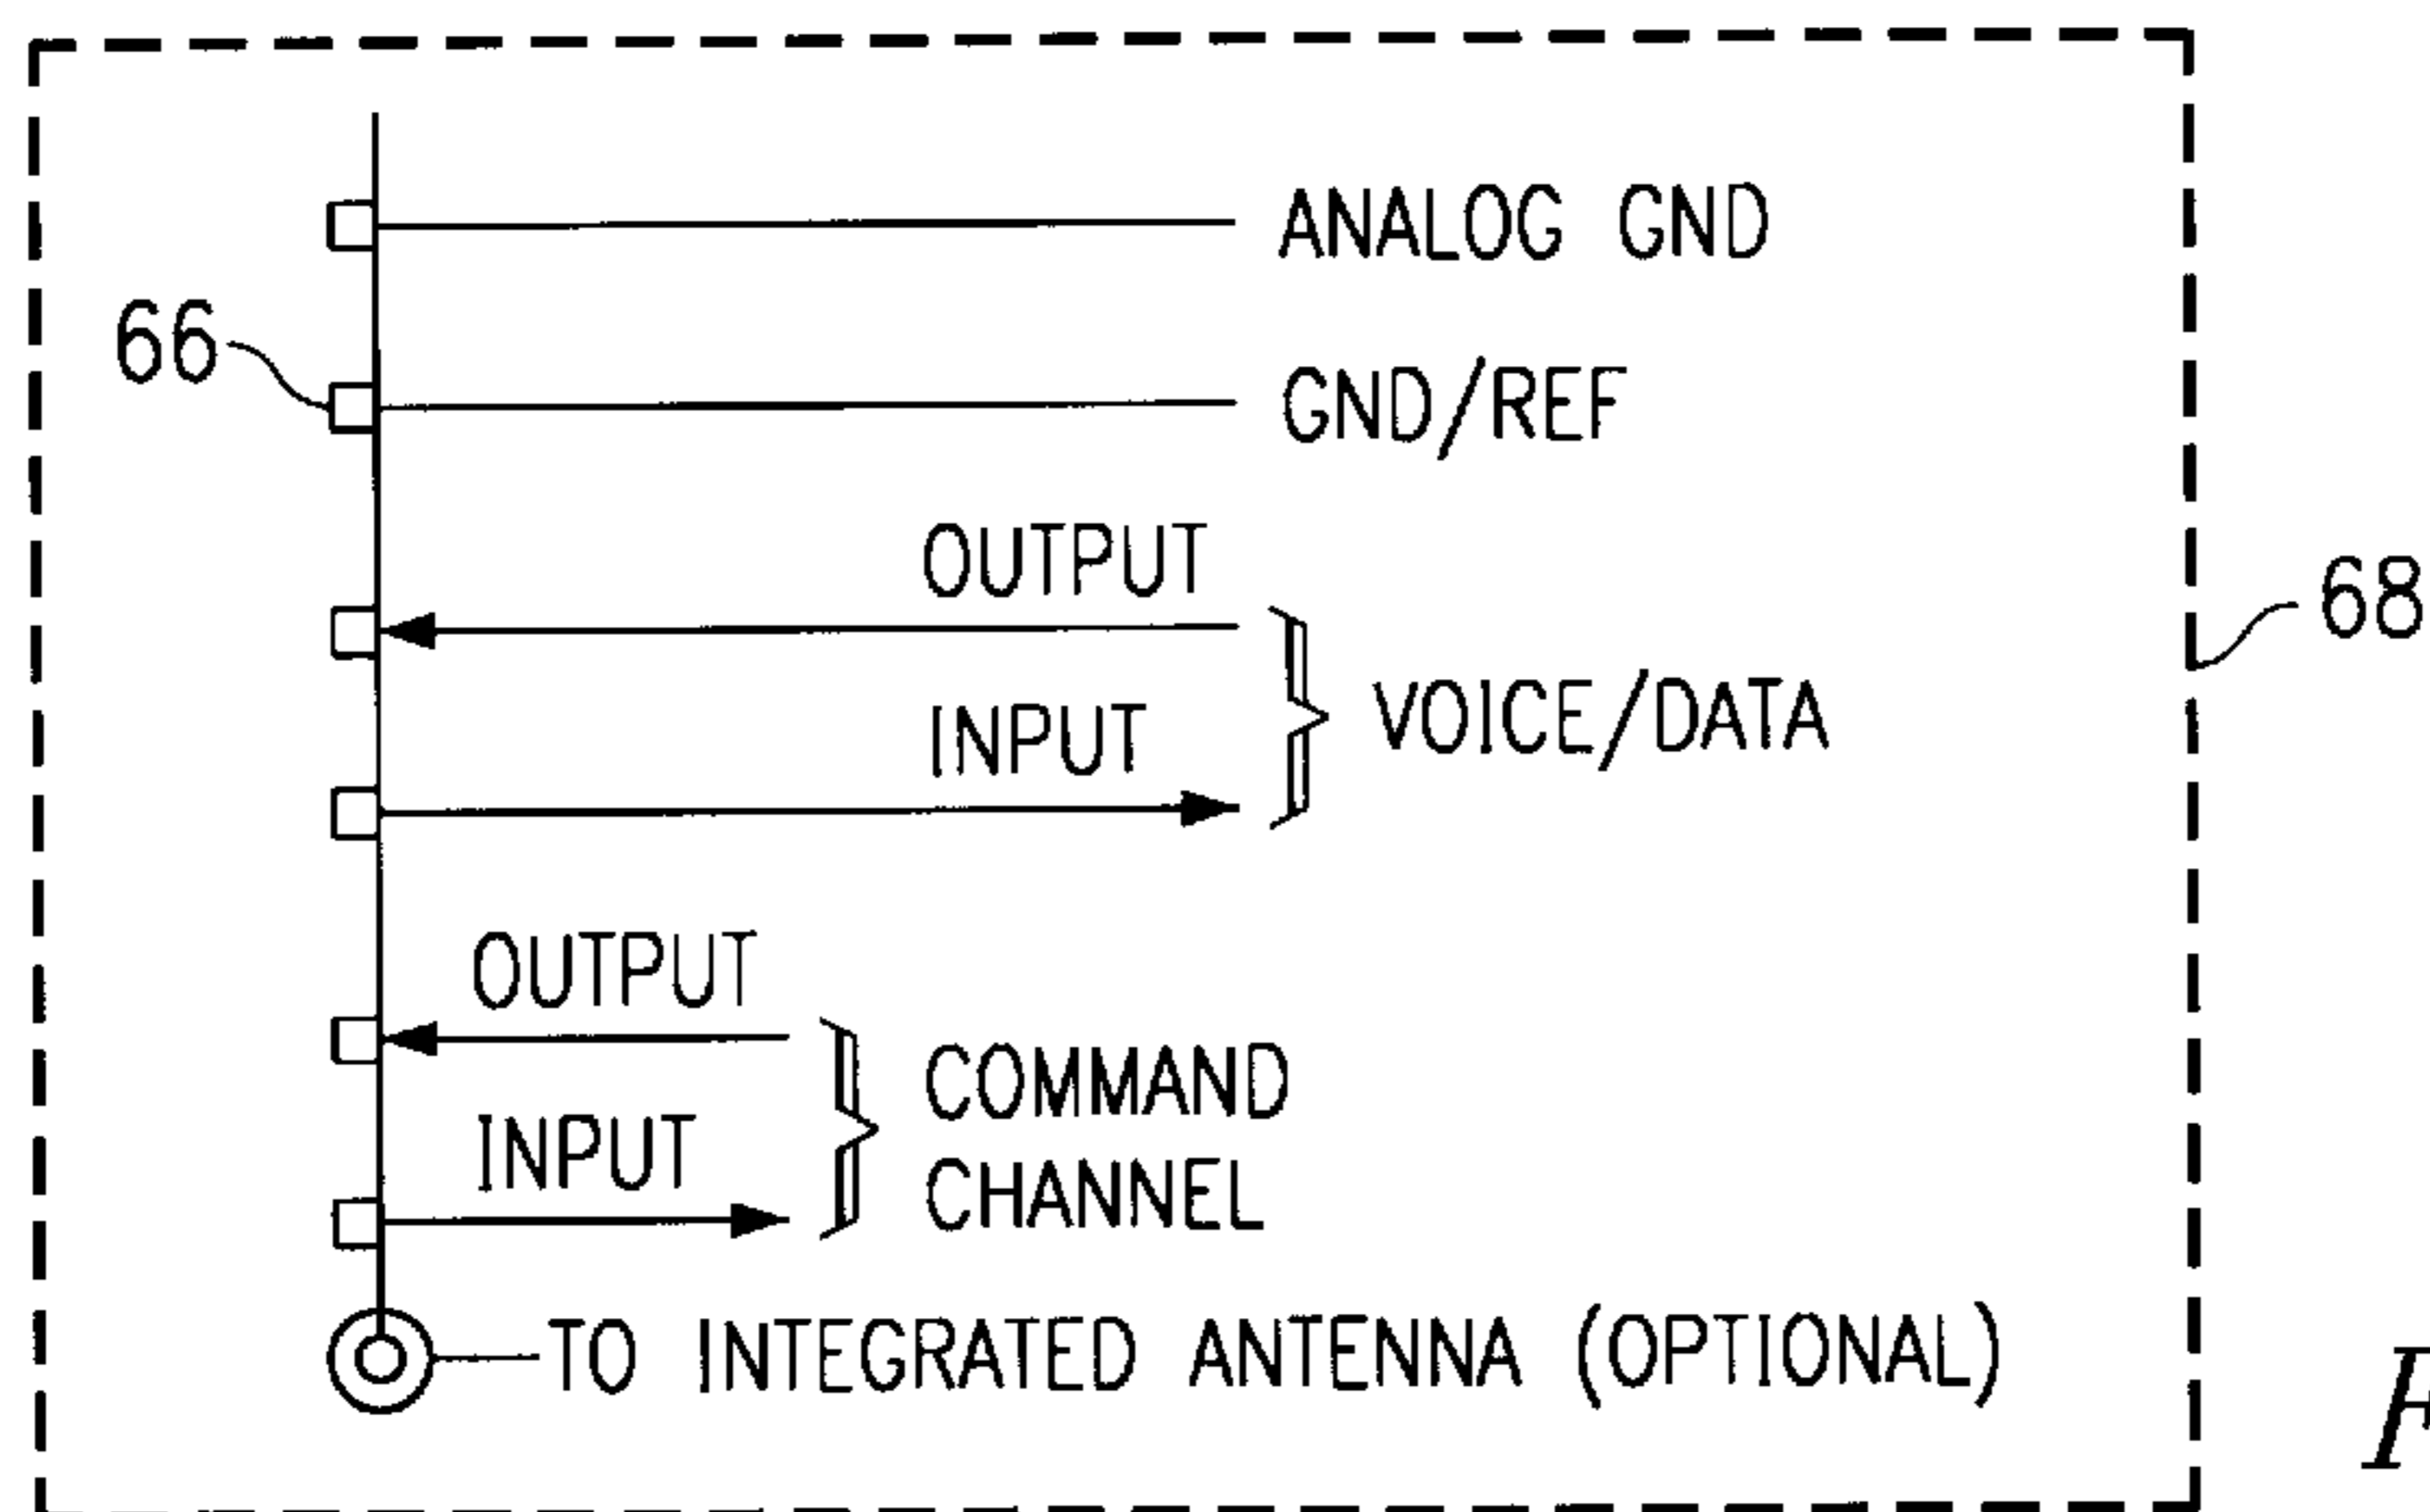 ANALOG GND
66
GND/REF
OUTPUT
68
INPUT
VOICE/DATA
OUTPUT
COMMAND
CHANNEL
INPUT
TO INTEGRATED ANTENNA (OPTIONAL)